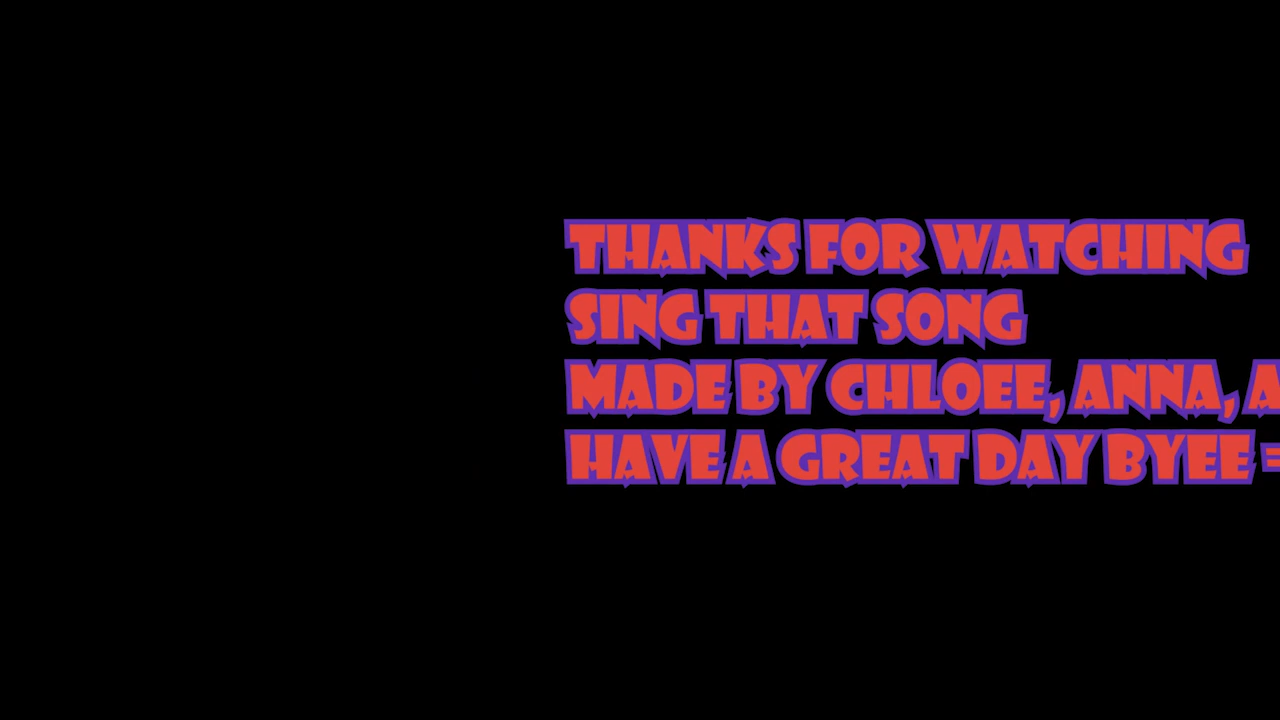 THANKS FOR WATCHING
SING THAT SONG
MADE BY CHLOEE, ANNA, A
HAVE A GREAT DAY BYEE =